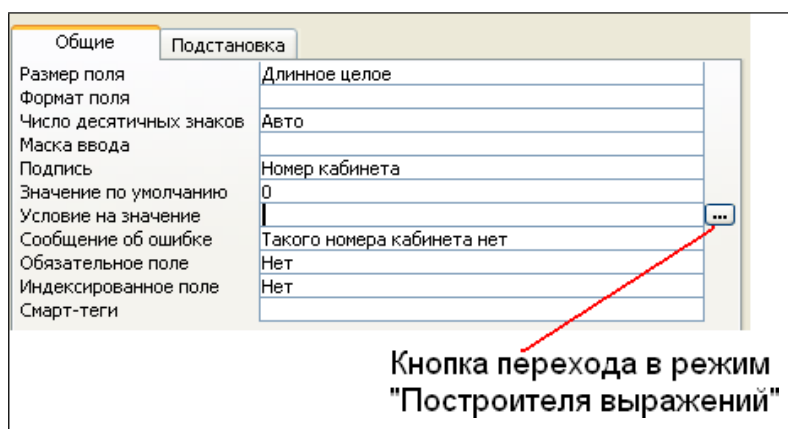 Общие Подстановка
Размер поля Длинное целое
Формат поля
Число десятичных знаков Авто
Маска ввода
Подпись Номер кабинета
Значение по умолчанию 0
Условие на значение ...
Сообщение об ошибке Такого номера кабинета нет
Обязательное поле Нет
Индексированное поле Нет
Смарт-теги
Кнопка перехода в режим
"Построителя выражений"